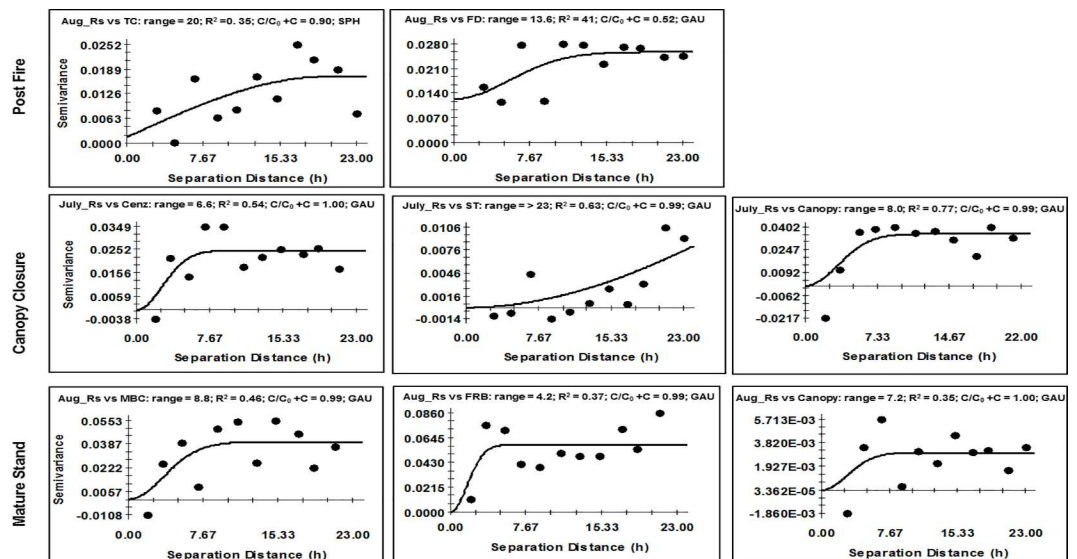 Post Fire
Aug_Rs vs TC: range = 20; R² =0. 35; C/C₀ +C = 0.90; SPH
Semivariance
0.0252
0.0189
0.0126
0.0063
0.0000
0.00 7.67 15.33 23.00
Separation Distance (h)
Aug_Rs vs FD: range = 13.6; R² = 41; C/C₀ +C = 0.52; GAU
0.0280
0.0210
0.0140
0.0070
0.0000
0.00 7.67 15.33 23.00
Separation Distance (h)
Canopy Closure
July_Rs vs Cenz: range = 6.6; R² = 0.54; C/C₀ +C = 1.00; GAU
0.0349
0.0252
0.0156
0.0059
-0.0038
0.00 7.67 15.33 23.00
Separation Distance (h)
July_Rs vs ST: range = > 23; R² = 0.63; C/C₀ +C = 0.99; GAU
0.0106
0.0076
0.0046
0.0016
-0.0014
0.00 7.67 15.33 23.00
Separation Distance (h)
July_Rs vs Canopy: range = 8.0; R² = 0.77; C/C₀ +C = 0.99; GAU
0.0402
0.0247
0.0092
-0.0062
-0.0217
0.00 7.33 14.67 22.00
Separation Distance (h)
Mature Stand
Aug_Rs vs MBC: range = 8.8; R² = 0.46; C/C₀ +C = 0.99; GAU
Semivariance
0.0553
0.0387
0.0222
0.0057
-0.0108
0.00 7.67 15.33 23.00
Separation Distance (h)
Aug_Rs vs FRB: range = 4.2; R² = 0.37; C/C₀ +C = 0.99; GAU
0.0860
0.0645
0.0430
0.0215
0.0000
0.00 7.67 15.33 23.00
Separation Distance (h)
Aug_Rs vs Canopy: range = 7.2; R² = 0.35; C/C₀ +C = 1.00; GAU
5.713E-03
3.820E-03
1.927E-03
3.362E-05
-1.860E-03
0.00 7.67 15.33 23.00
Separation Distance (h)